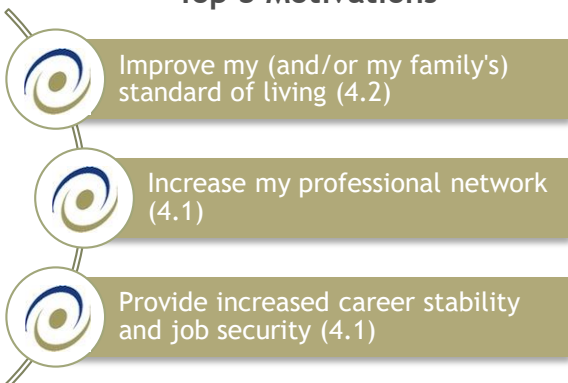 Top Motivations
Improve my (and/or my family's)
standard of living (4.2)
Increase my professional network
(4.1)
Provide increased career stability
and job security (4.1)